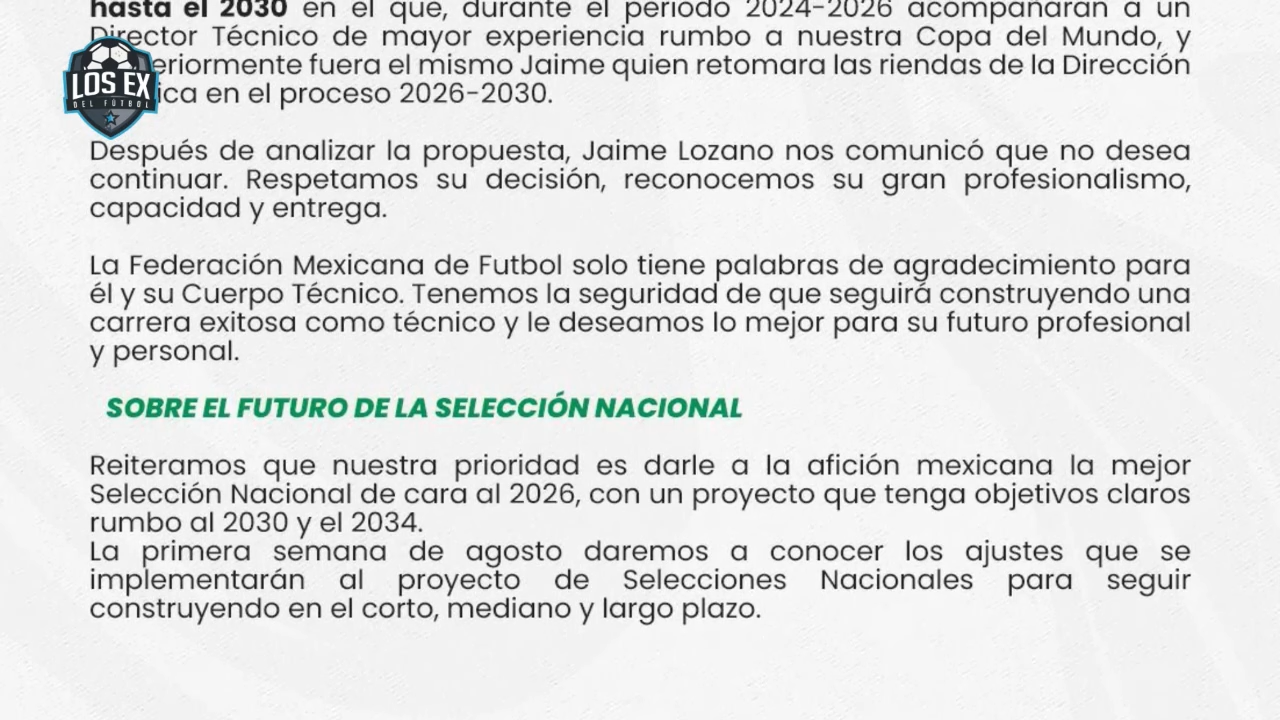 hasta el 2030 en el que, durante el periodo 2024-2026 acompañarán a un
Director Técnico de mayor experiencia rumbo a nuestra Copa del Mundo, y
eriormente fuera el mismo Jaime quien retomara las riendas de la Dirección
ica en el proceso 2026-2030.
LOS EX
DEL FÚTBOL
Después de analizar la propuesta, Jaime Lozano nos comunicó que no desea
continuar. Respetamos su decisión, reconocemos su gran profesionalismo,
capacidad y entrega.
La Federación Mexicana de Futbol solo tiene palabras de agradecimiento para
él y su Cuerpo Técnico. Tenemos la seguridad de que seguirá construyendo una
carrera exitosa como técnico y le deseamos lo mejor para su futuro profesional
y personal.
SOBRE EL FUTURO DE LA SELECCIÓN NACIONAL
Reiteramos que nuestra prioridad es darle a la afición mexicana la mejor
Selección Nacional de cara al 2026, con un proyecto que tenga objetivos claros
rumbo al 2030 y el 2034.
La primera semana de agosto daremos a conocer los ajustes que se
implementarán al proyecto de Selecciones Nacionales para seguir
construyendo en el corto, mediano y largo plazo.